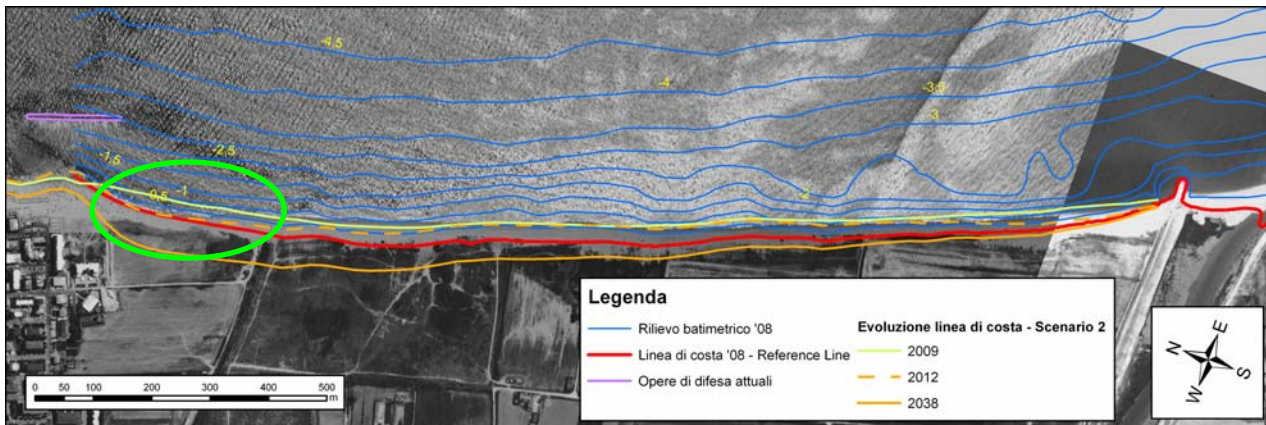 -4.5
-4
-3.5
-3
-2.5
-1.5
-1
-0.5
-2
Legenda
Rilievo batimetrico '08
Linea di costa '08 - Reference Line
Opere di difesa attuali
Evoluzione linea di costa - Scenario 2
2009
2012
2038
0 50 100 200 300 400 500
m
N
E
S
W